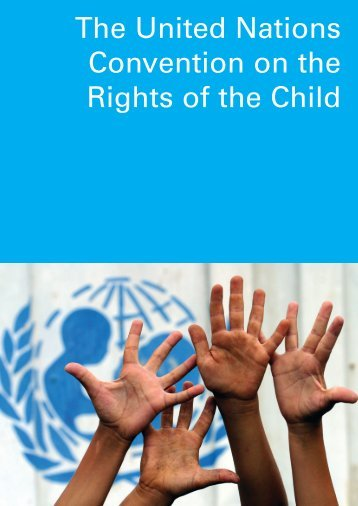 The United Nations
Convention on the
Rights of the Child